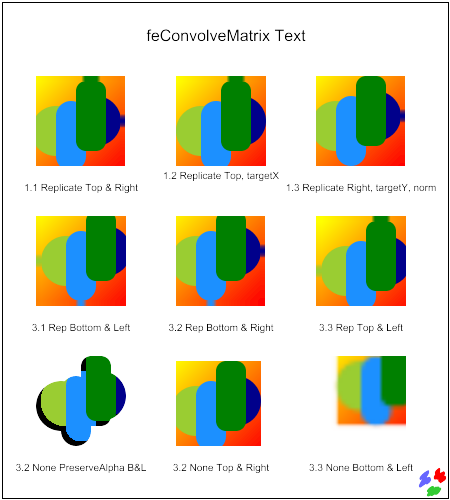 feConvolveMatrix Text
1.1 Replicate Top & Right
1.2 Replicate Top, targetX
1.3 Replicate Right, targetY, norm
3.1 Rep Bottom & Left
3.2 Rep Bottom & Right
3.3 Rep Top & Left
3.2 None PreserveAlpha B&L
3.2 None Top & Right
3.3 None Bottom & Left